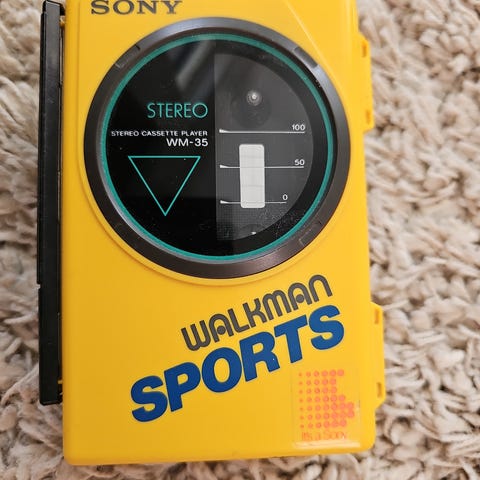 SONY
STEREO
STEREO CASSETTE PLAYER
WM-35
100
50
0
WALKMAN
SPORTS
It's a Sony